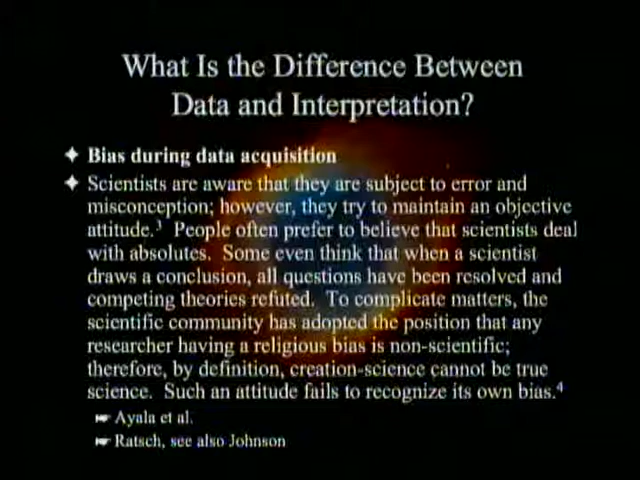 What Is the Difference Between
Data and Interpretation?
Bias during data acquisition
Scientists are aware that they are subject to error and
misconception; however, they try to maintain an objective
attitude.³ People often prefer to believe that scientists deal
with absolutes. Some even think that when a scientist
draws a conclusion, all questions have been resolved and
competing theories refuted. To complicate matters, the
scientific community has adopted the position that any
researcher having a religious bias is non-scientific;
therefore, by definition, creation-science cannot be true
science. Such an attitude fails to recognize its own bias.⁴
Ayala et al.
Ratsch, see also Johnson